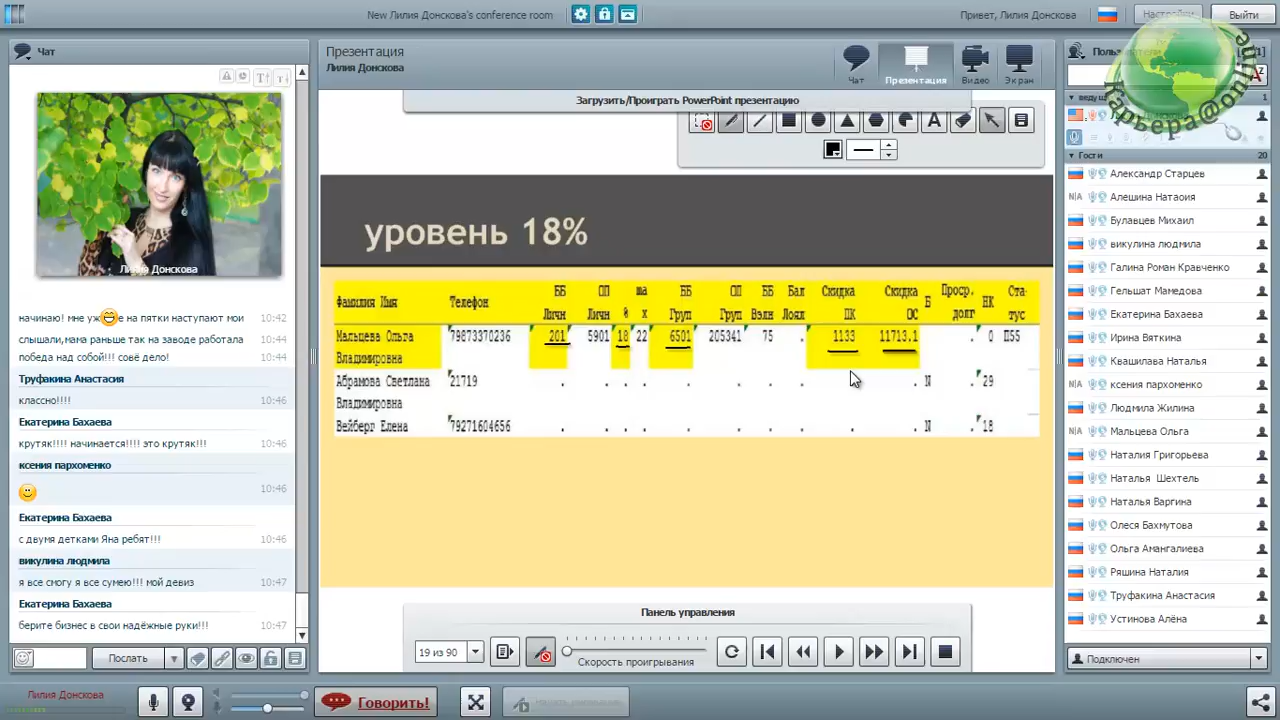 New Лилия Донскова's conference room
Привет, Лилия Донскова
Настройки
Выйти
карьера@online
Чат
Лилия Донскова
начинаю! мне уж
е на пятки наступают мои
10:42
слышали,мама раньше так на заводе работала
10:44
победа над собой!!! совё дело!
10:44
Труфакина Анастасия
классно!!!!
10:46
Екатерина Бахаева
крутяк!!!! начинается!!!! это крутяк!!!
10:46
ксения пархоменко
10:46
Екатерина Бахаева
с двумя детками Яна ребят!!!
10:46
викулина людмила
я все смогу я все сумею!!! мой девиз
10:47
Екатерина Бахаева
берите бизнес в свои надёжные руки!!!
10:47
Послать
Презентация
Лилия Донскова
Чат
Презентация
Видео
Экран
Загрузить/Проиграть PowerPoint презентацию
уровень 18%
Фамилия Имя Телефон ББ Личн ОП Личн % ша х ББ Груп ОП Груп ББ Вэлн Бал Лоял Скидка ПК Скидка ОС Б Проср. долг НК Ста- тус
Мальцева Ольга Владимировна 79873370236 201 5901 18 22 6501 205341 75 . 1133 11713.1 . 0 П55
Абрамова Светлана Владимировна 21719 . . . . . . . . . . N . 29
Вейберг Елена 79271604656 . . . . . . . . . . N . 18
Панель управления
19 из 90
Скорость проигрывания
1
Гости
20
Александр Старцев
N/A Алешина Натаоия
Булавцев Михаил
викулина людмила
Галина Роман Кравченко
Гельшат Мамедова
Екатерина Бахаева
Ирина Вяткина
Квашилава Наталья
N/A ксения пархоменко
Людмила Жилина
N/A Мальцева Ольга
Наталия Григорьева
Наталья Шехтель
Наталья Варгина
Олеся Бахмутова
Ольга Амангалиева
Ряшина Наталия
Труфакина Анастасия
Устинова Алёна
Подключен
Лилия Донскова
Говорить!